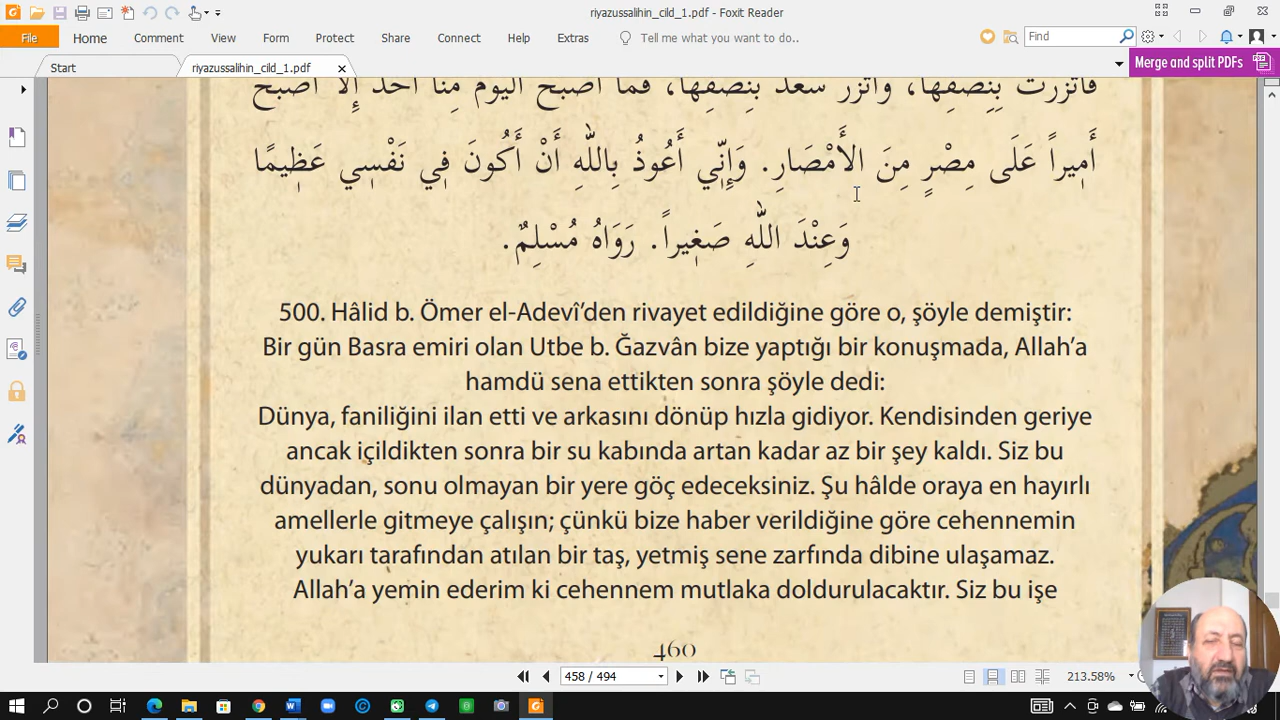 riyazussalihin_cild_1.pdf - Foxit Reader
File Home Comment View Form Protect Share Connect Help Extras Tell me what you want to do.. Find
Start riyazussalihin_cild_1.pdf Merge and split PDFs
فَاتَّزَرْتُ بِنِصْفِهَا، وَاتَّزَرَ سَعْدٌ بِنِصْفِهَا، فَمَا أَصْبَحَ الْيَوْمَ مِنَّا أَحَدٌ إِلَّا أَصْبَحَ
أَمِيراً عَلَى مِصْرٍ مِنَ الأَمْصَارِ. وَإِنِّي أَعُوذُ بِاللهِ أَنْ أَكُونَ فِي نَفْسِي عَظِيمًا
وَعِنْدَ اللهِ صَغِيراً. رَوَاهُ مُسْلِمٌ.
500. Hâlid b. Ömer el-Adevî’den rivayet edildiğine göre o, şöyle demiştir:
Bir gün Basra emiri olan Utbe b. Ğazvân bize yaptığı bir konuşmada, Allah’a
hamdü sena ettikten sonra şöyle dedi:
Dünya, faniliğini ilan etti ve arkasını dönüp hızla gidiyor. Kendisinden geriye
ancak içildikten sonra bir su kabında artan kadar az bir şey kaldı. Siz bu
dünyadan, sonu olmayan bir yere göç edeceksiniz. Şu hâlde oraya en hayırlı
amellerle gitmeye çalışın; çünkü bize haber verildiğine göre cehennemin
yukarı tarafından atılan bir taş, yetmiş sene zarfında dibine ulaşamaz.
Allah’a yemin ederim ki cehennem mutlaka doldurulacaktır. Siz bu işe
460
458 / 494 213.58%